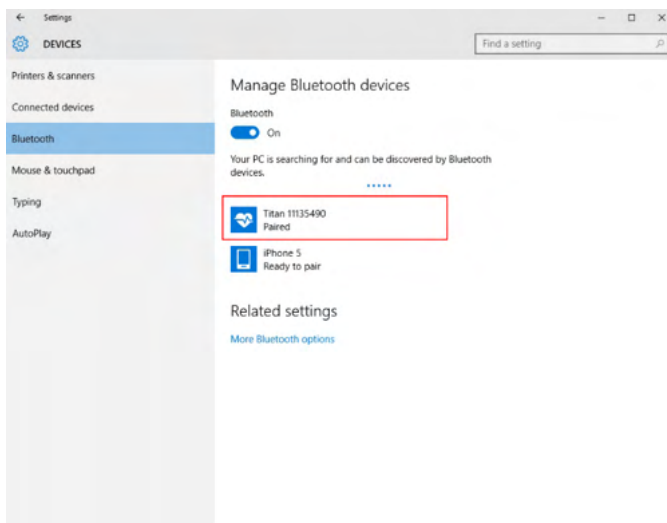 Settings
DEVICES
Find a setting
Printers & scanners
Connected devices
Bluetooth
Mouse & touchpad
Typing
AutoPlay
Manage Bluetooth devices
Bluetooth
On
Your PC is searching for and can be discovered by Bluetooth
devices.
Titan 11135490
Paired
iPhone 5
Ready to pair
Related settings
More Bluetooth options